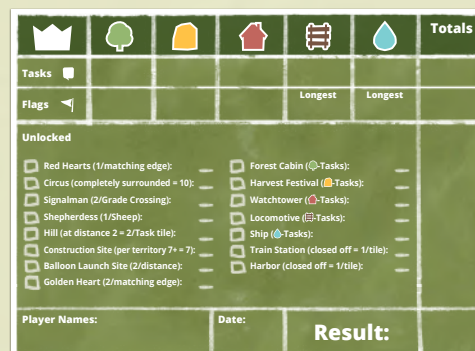 Totals
Tasks
Flags
Longest Longest
Unlocked
Red Hearts (1/matching edge):
Circus (completely surrounded = 10):
Signalman (2/Grade Crossing):
Shepherdess (1/Sheep):
Hill (at distance 2 = 2/Task tile):
Construction Site (per territory 7+ = 7):
Balloon Launch Site (2/distance):
Golden Heart (2/matching edge):
Forest Cabin (-Tasks):
Harvest Festival (-Tasks):
Watchtower (-Tasks):
Locomotive (-Tasks):
Ship (-Tasks):
Train Station (closed off = 1/tile):
Harbor (closed off = 1/tile):
Player Names:
Date:
Result: